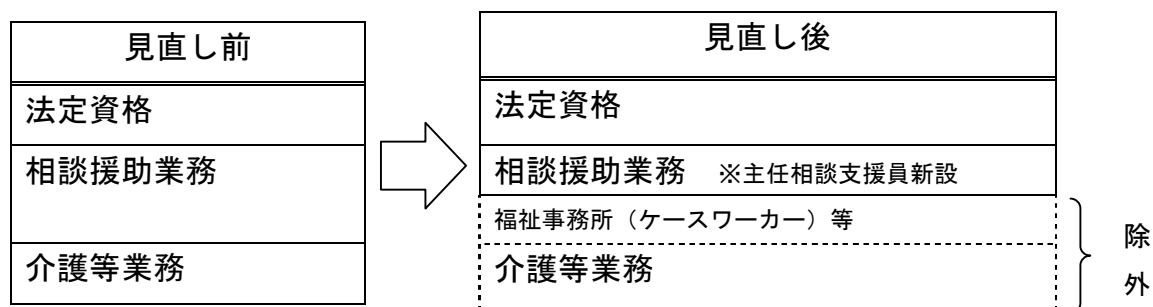 見直し前
法定資格
相談援助業務
介護等業務
見直し後
法定資格
相談援助業務 ※主任相談支援員新設
福祉事務所（ケースワーカー）等
介護等業務
除
外